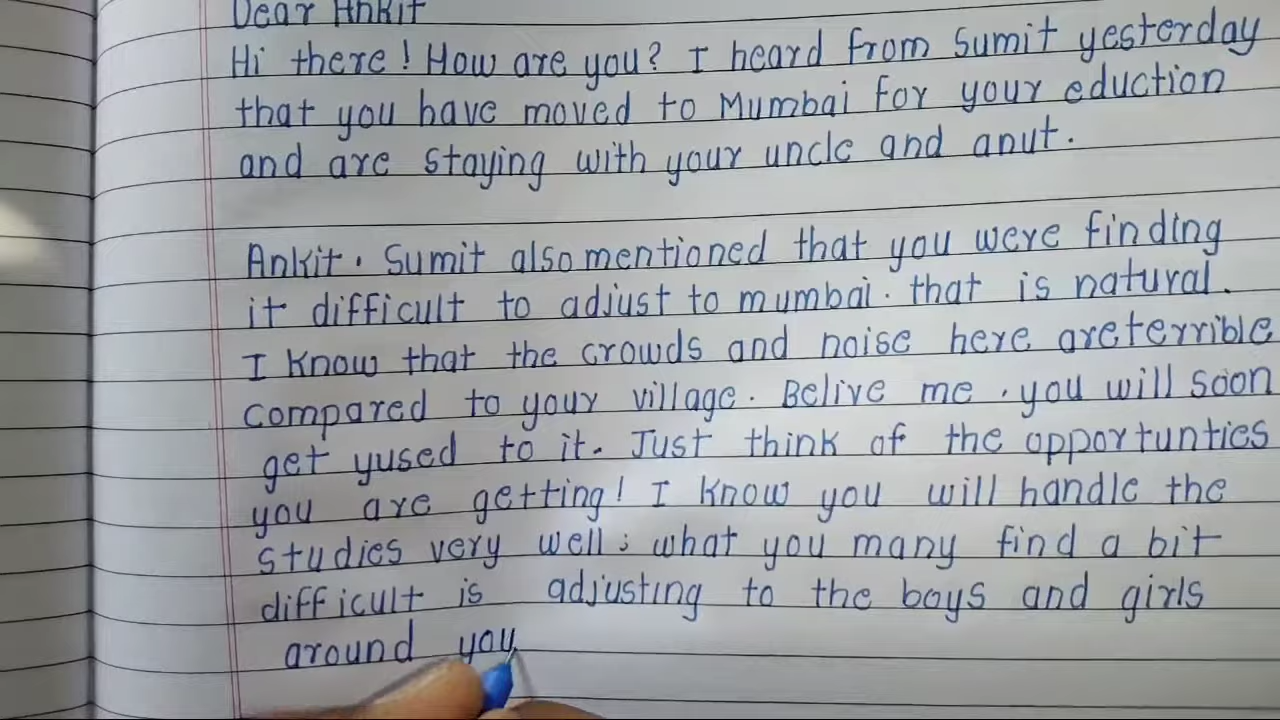 Dear Ankit
Hi there! How are you? I heard from Sumit yesterday
that you have moved to Mumbai for your eduction
and are staying with your uncle and anut.
Ankit. Sumit also mentioned that you were finding
it difficult to adjust to mumbai. that is natural.
I know that the crowds and noise here are terrible
compared to your village. Belive me, you will soon
get yused to it. Just think of the opportunties
you are getting! I know you will handle the
studies very well; what you many find a bit
difficult is adjusting to the boys and girls
around you